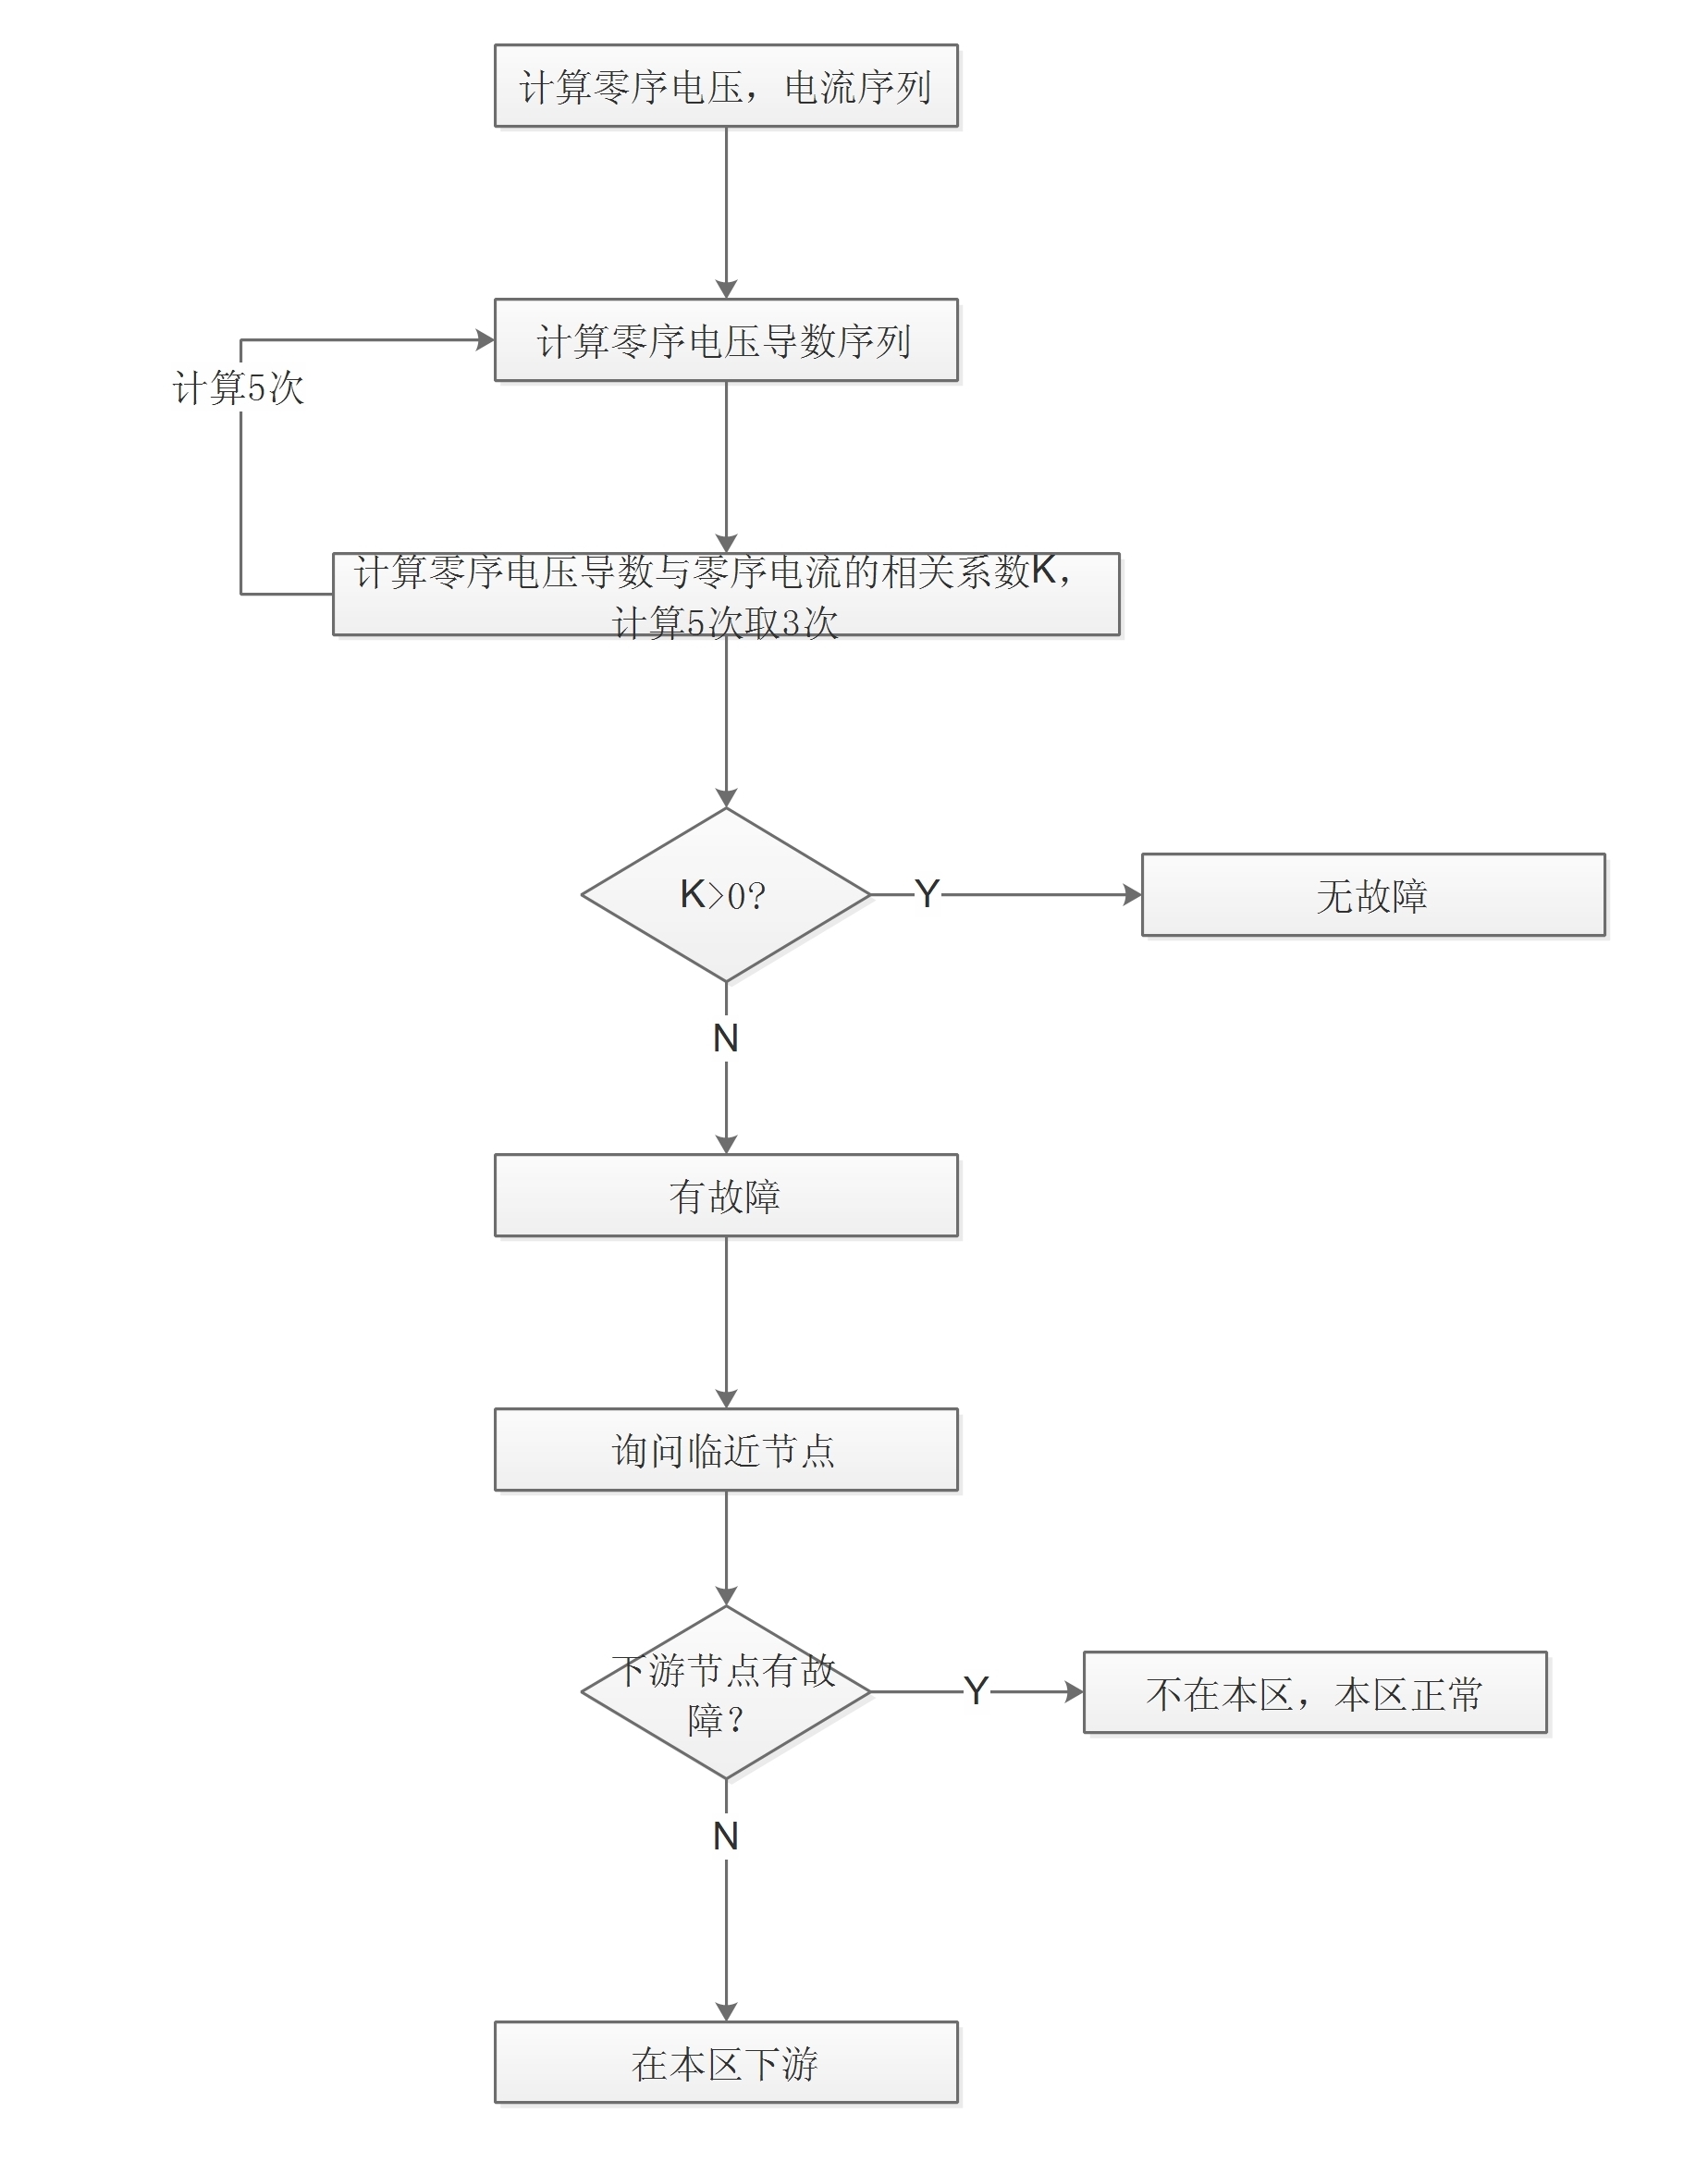 计算零序电压，电流序列
计算零序电压导数序列
计算5次
计算零序电压导数与零序电流的相关系数K，
计算5次取3次
K>0?
Y
无故障
N
有故障
询问临近节点
下游节点有故
障？
Y
不在本区，本区正常
N
在本区下游